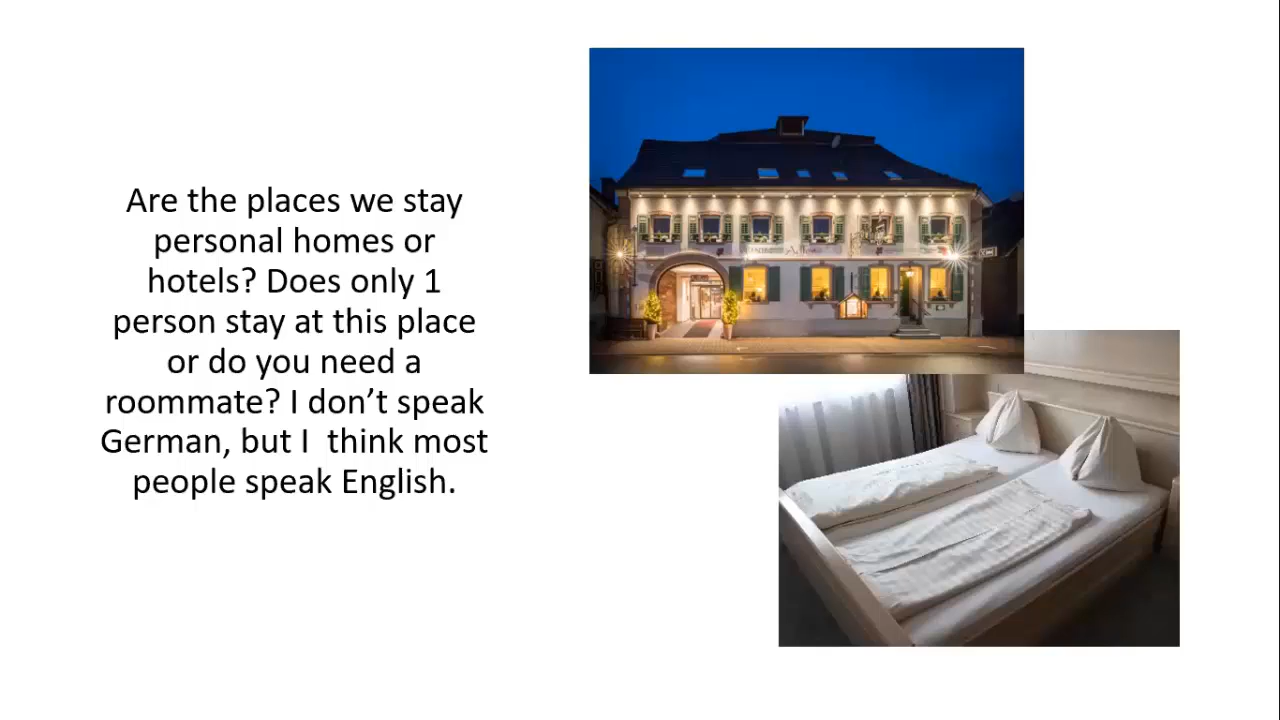 Are the places we stay
personal homes or
hotels? Does only 1
person stay at this place
or do you need a
roommate? I don’t speak
German, but I  think most
people speak English.